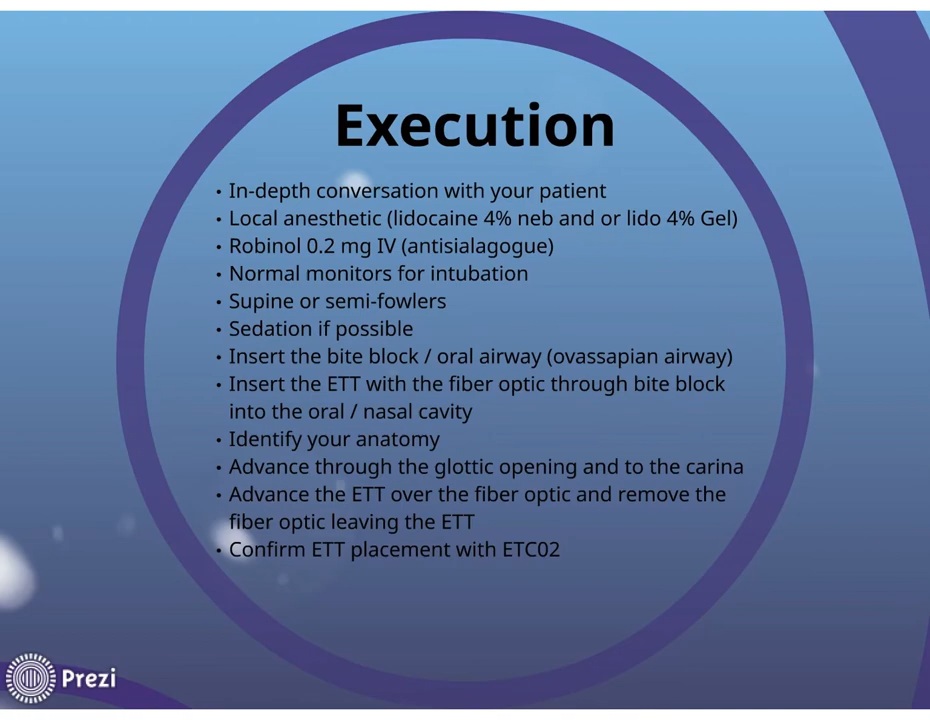 Execution
• In-depth conversation with your patient
• Local anesthetic (lidocaine 4% neb and or lido 4% Gel)
• Robinol 0.2 mg IV (antisialagogue)
• Normal monitors for intubation
• Supine or semi-fowlers
• Sedation if possible
• Insert the bite block / oral airway (ovassapian airway)
• Insert the ETT with the fiber optic through bite block
into the oral / nasal cavity
• Identify your anatomy
• Advance through the glottic opening and to the carina
• Advance the ETT over the fiber optic and remove the
fiber optic leaving the ETT
• Confirm ETT placement with ETC02
Prezi